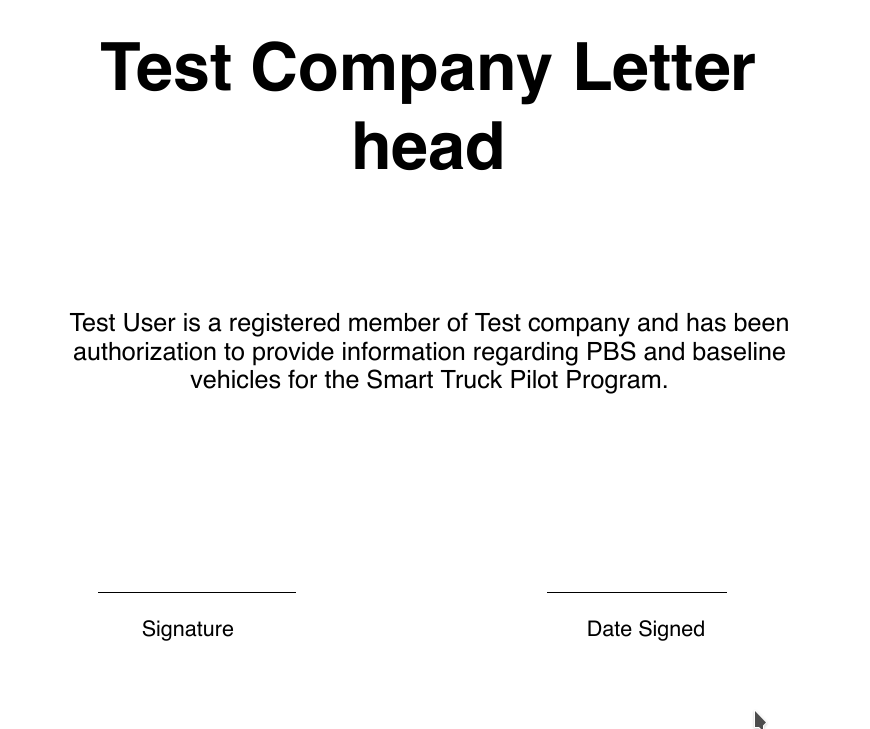 Test Company Letter
head
Test User is a registered member of Test company and has been
authorization to provide information regarding PBS and baseline
vehicles for the Smart Truck Pilot Program.
Signature
Date Signed